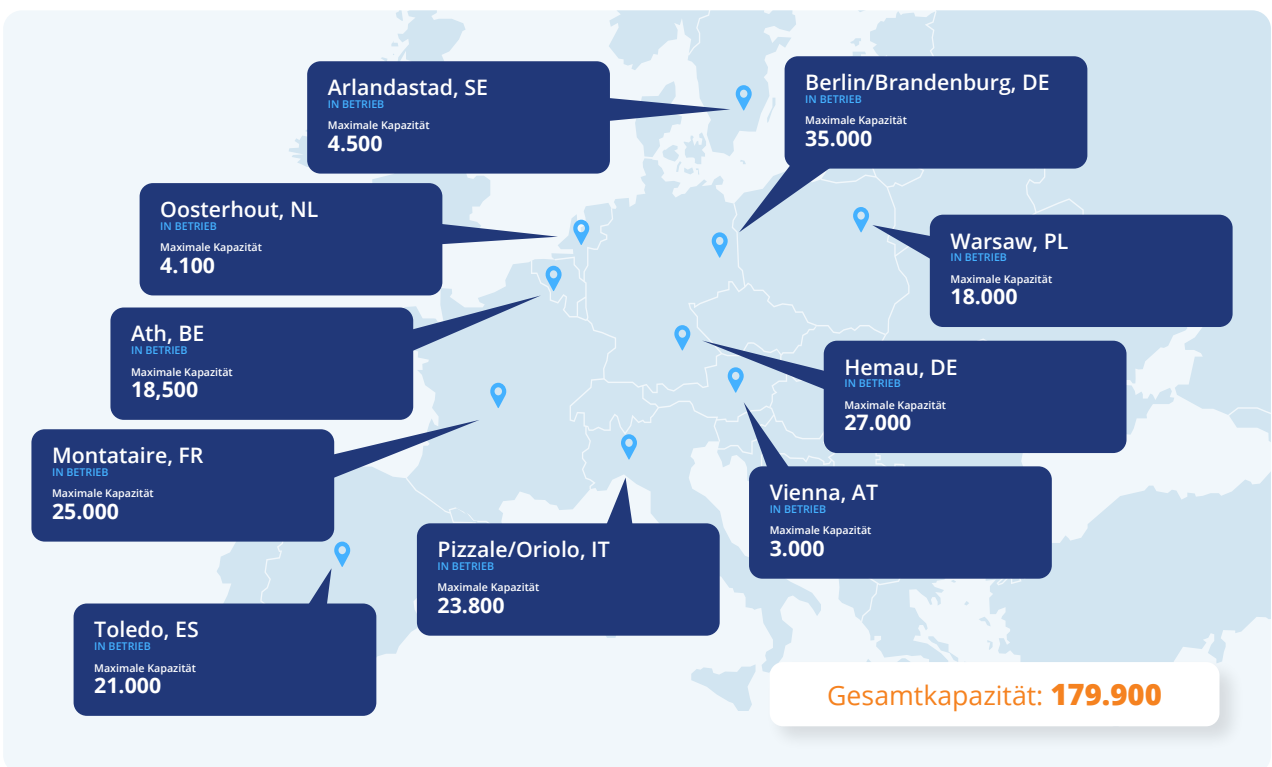 Arlandastad, SE
IN BETRIEB
Maximale Kapazität
4.500
Berlin/Brandenburg, DE
IN BETRIEB
Maximale Kapazität
35.000
Oosterhout, NL
IN BETRIEB
Maximale Kapazität
4.100
Warsaw, PL
IN BETRIEB
Maximale Kapazität
18.000
Ath, BE
IN BETRIEB
Maximale Kapazität
18,500
Hemau, DE
IN BETRIEB
Maximale Kapazität
27.000
Montataire, FR
IN BETRIEB
Maximale Kapazität
25.000
Vienna, AT
IN BETRIEB
Maximale Kapazität
3.000
Pizzale/Oriolo, IT
IN BETRIEB
Maximale Kapazität
23.800
Toledo, ES
IN BETRIEB
Maximale Kapazität
21.000
Gesamtkapazität: 179.900